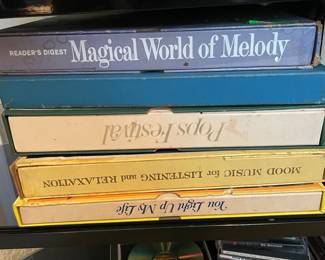 READER'S DIGEST Magical World of Melody
Pops Festival
MOOD MUSIC for LISTENING and RELAXATION
You Light Up My Life